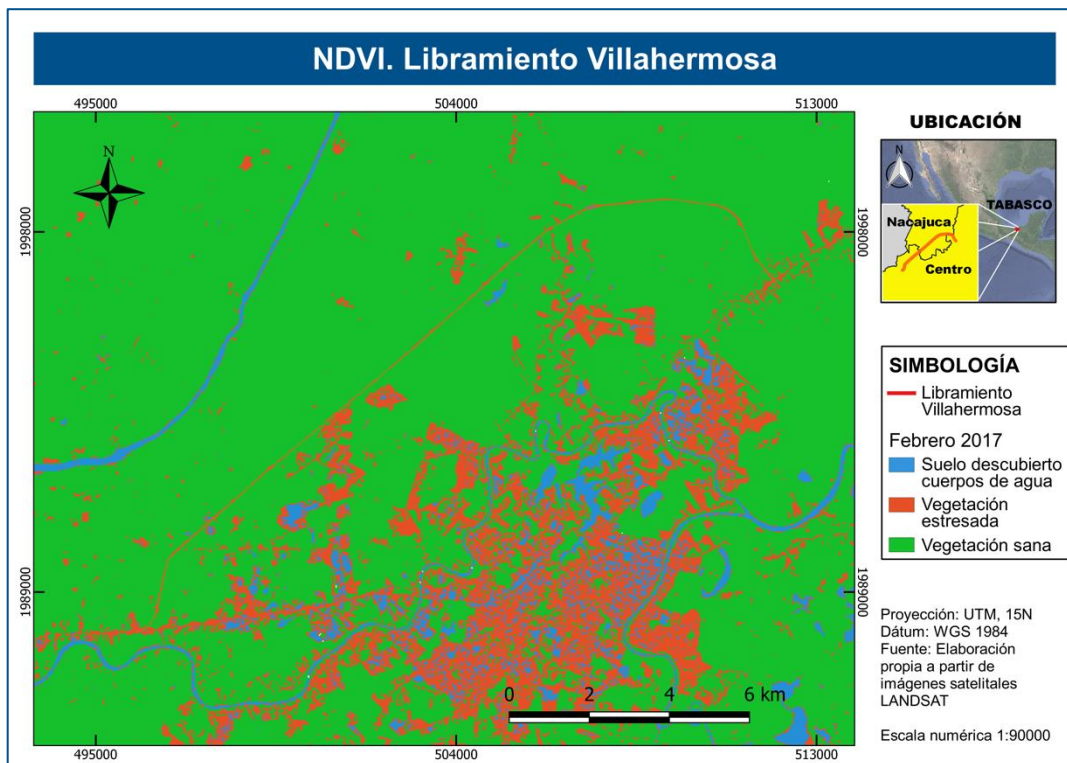 NDVI. Libramiento Villahermosa
495000
504000
513000
N
1998000
1998000
1989000
1989000
0
2
4
6 km
UBICACIÓN
N
TABASCO
Nacajuca
Centro
SIMBOLOGÍA
Libramiento
Villahermosa
Febrero 2017
Suelo descubierto
cuerpos de agua
Vegetación
estresada
Vegetación sana
Proyección: UTM, 15N
Dátum: WGS 1984
Fuente: Elaboración
propia a partir de
imágenes satelitales
LANDSAT
Escala numérica 1:90000
495000
504000
513000